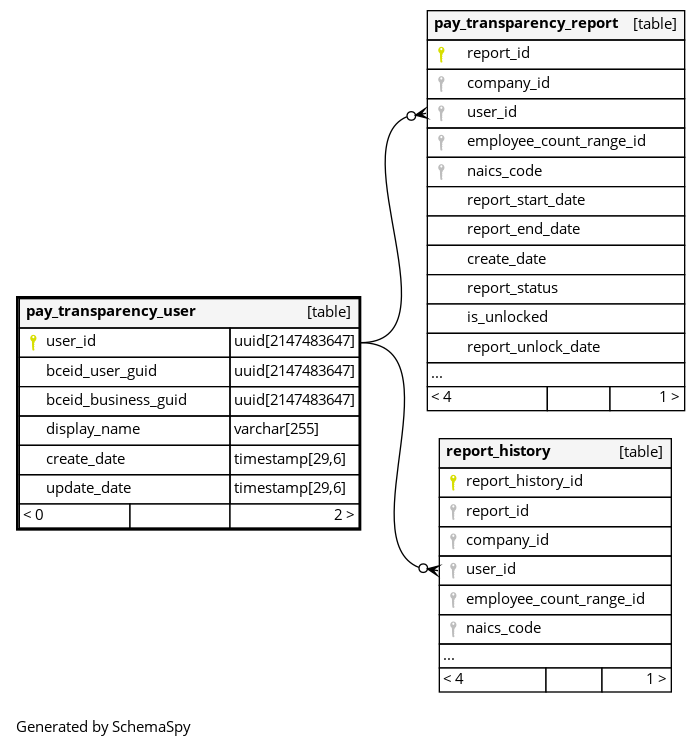 pay_transparency_report [table]
report_id
company_id
user_id
employee_count_range_id
naics_code
report_start_date
report_end_date
create_date
report_status
is_unlocked
report_unlock_date
...
< 4 1 >
pay_transparency_user [table]
user_id uuid[2147483647]
bceid_user_guid uuid[2147483647]
bceid_business_guid uuid[2147483647]
display_name varchar[255]
create_date timestamp[29,6]
update_date timestamp[29,6]
< 0 2 >
report_history [table]
report_history_id
report_id
company_id
user_id
employee_count_range_id
naics_code
...
< 4 1 >
Generated by SchemaSpy